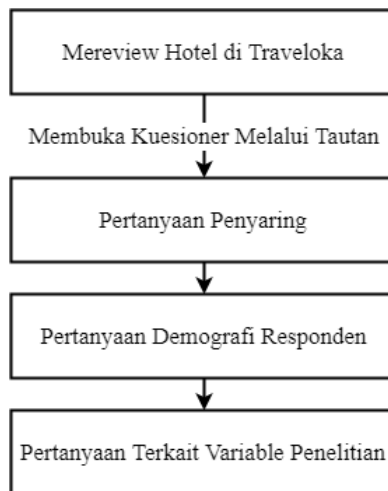 Mereview Hotel di Traveloka
Membuka Kuesioner Melalui Tautan
Pertanyaan Penyaring
Pertanyaan Demografi Responden
Pertanyaan Terkait Variable Penelitian